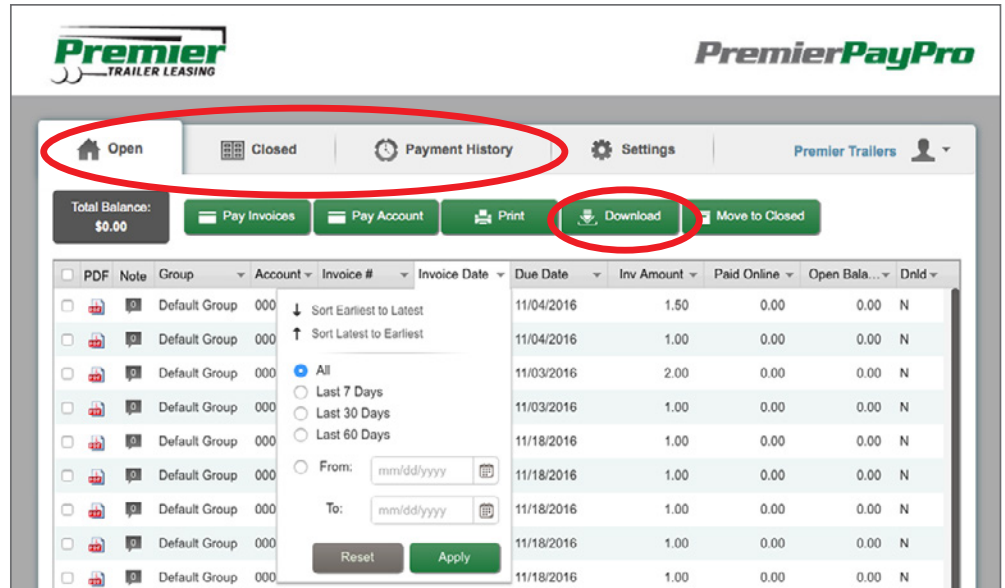 Premier
TRAILER LEASING
PremierPayPro
Open Closed Payment History Settings Premier Trailers
Total Balance:
$0.00
Pay Invoices Pay Account Print Download Move to Closed
PDF Note Group Account Invoice # Invoice Date Due Date Inv Amount Paid Online Open Bala... Dnld
0 Default Group 000 11/04/2016 1.50 0.00 0.00 N
Sort Earliest to Latest
Sort Latest to Earliest
0 Default Group 000 11/04/2016 1.00 0.00 0.00 N
0 Default Group 000 All 11/03/2016 2.00 0.00 0.00 N
Last 7 Days
0 Default Group 000 Last 30 Days 11/03/2016 1.00 0.00 0.00 N
0 Default Group 000 Last 60 Days 11/18/2016 1.00 0.00 0.00 N
0 Default Group 000 From: mm/dd/yyyy 11/18/2016 1.00 0.00 0.00 N
0 Default Group 000 To: mm/dd/yyyy 11/18/2016 1.00 0.00 0.00 N
0 Default Group 000 Reset Apply 11/18/2016 1.00 0.00 0.00 N
0 Default Group 000 11/18/2016 1.00 0.00 0.00 N